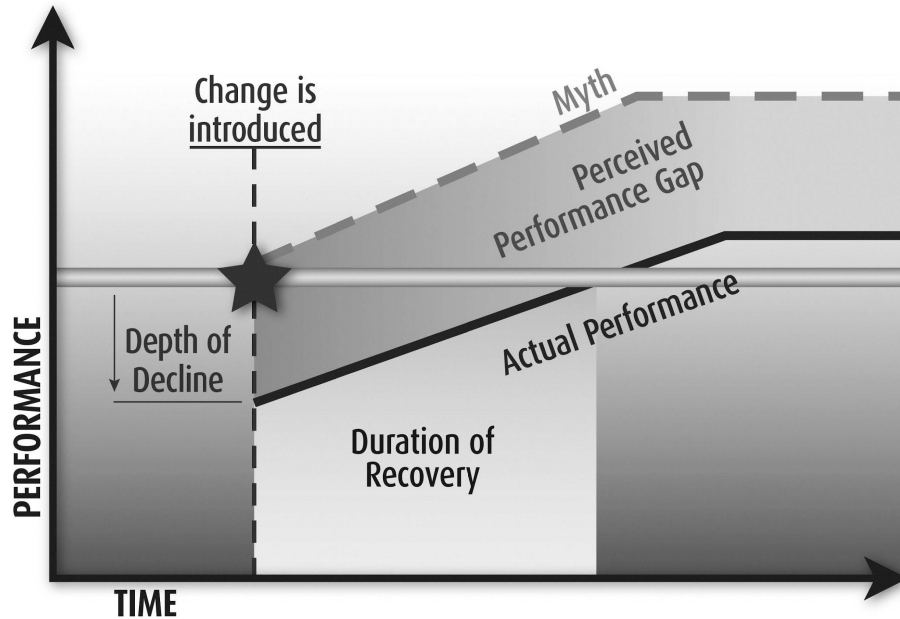 Change is
introduced
Myth
Perceived
Performance Gap
Depth of
Decline
Actual Performance
Duration of
Recovery
PERFORMANCE
TIME